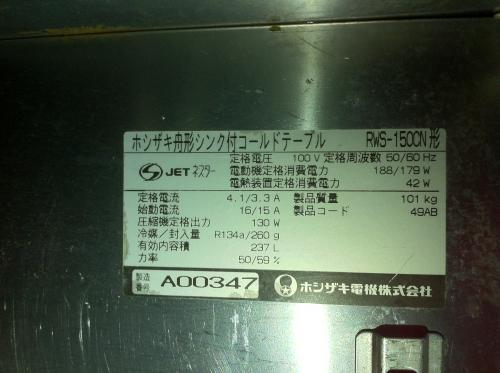 ホシザキ舟形シンク付コールドテーブル RWS-150CN形
定格電圧 100V 定格周波数 50/60 Hz
電動機定格消費電力 188/179 W
電熱装置定格消費電力 42 W
S JET ネスター
定格電流 4.1/3.3 A 製品質量 101 kg
始動電流 16/15 A 製品コード 49AB
圧縮機定格出力 130 W
冷媒/封入量 R134a/260 g
有効内容積 237 L
力率 50/59 %
製造番号 A00347 ホシザキ電機株式会社